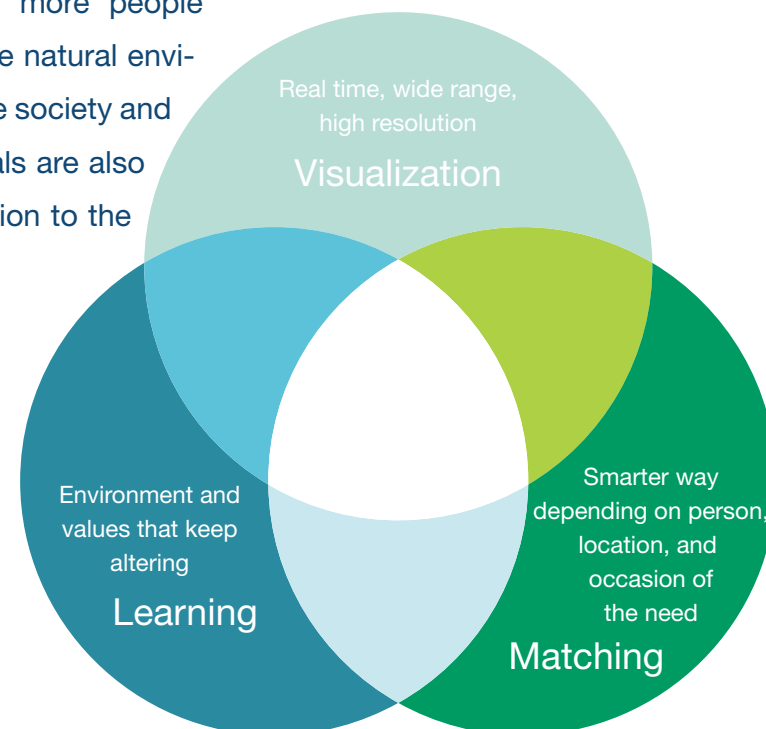 more people
e natural envi-
e society and
als are also
ion to the
Real time, wide range,
high resolution
Visualization
Environment and
values that keep
altering
Learning
Smarter way
depending on person,
location, and
occasion of
the need
Matching